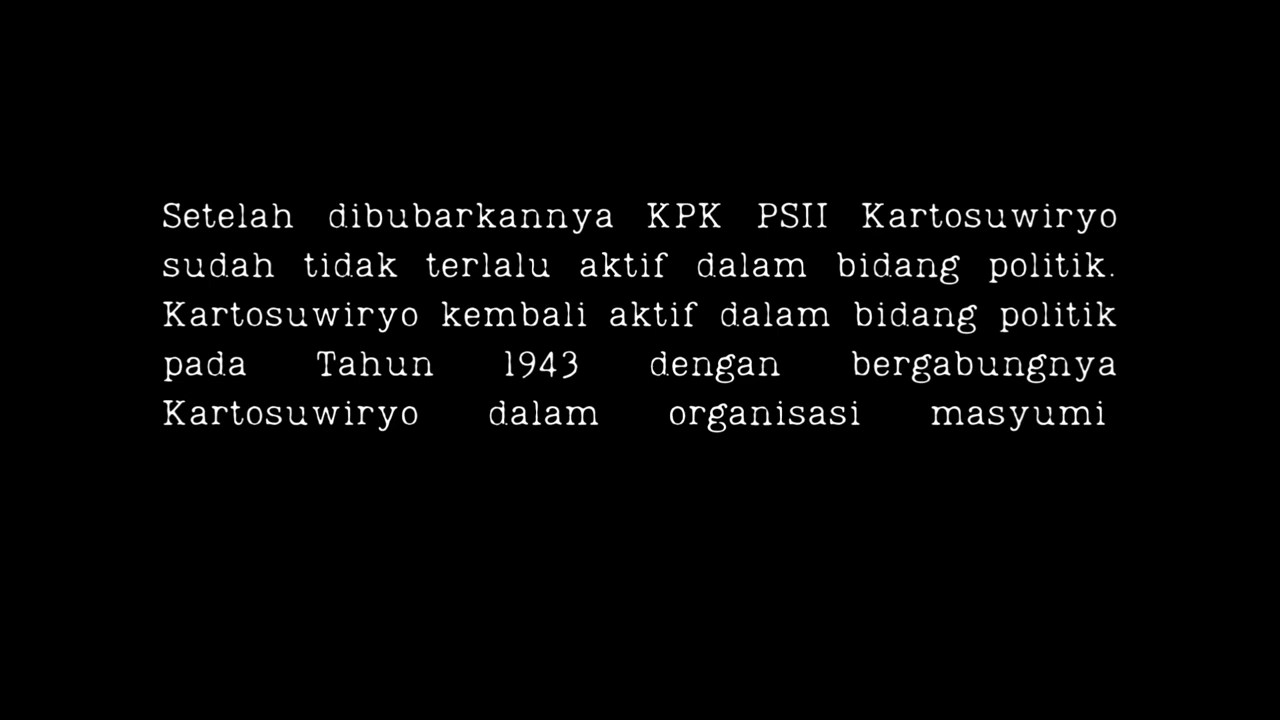 Setelah dibubarkannya KPK PSII Kartosuwiryo
sudah tidak terlalu aktif dalam bidang politik.
Kartosuwiryo kembali aktif dalam bidang politik
pada Tahun 1943 dengan bergabungnya
Kartosuwiryo dalam organisasi masyumi